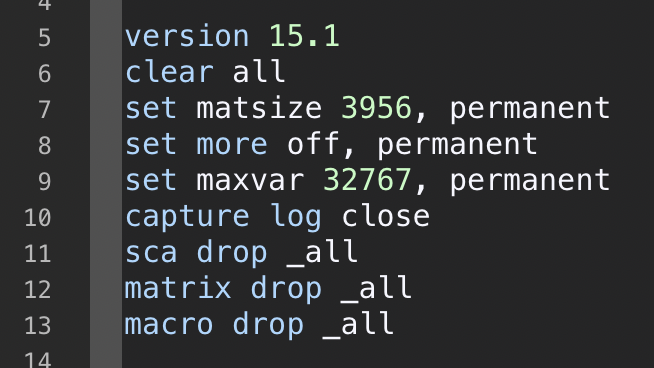 4
5 version 15.1
6 clear all
7 set matsize 3956, permanent
8 set more off, permanent
9 set maxvar 32767, permanent
10 capture log close
11 sca drop _all
12 matrix drop _all
13 macro drop _all
14